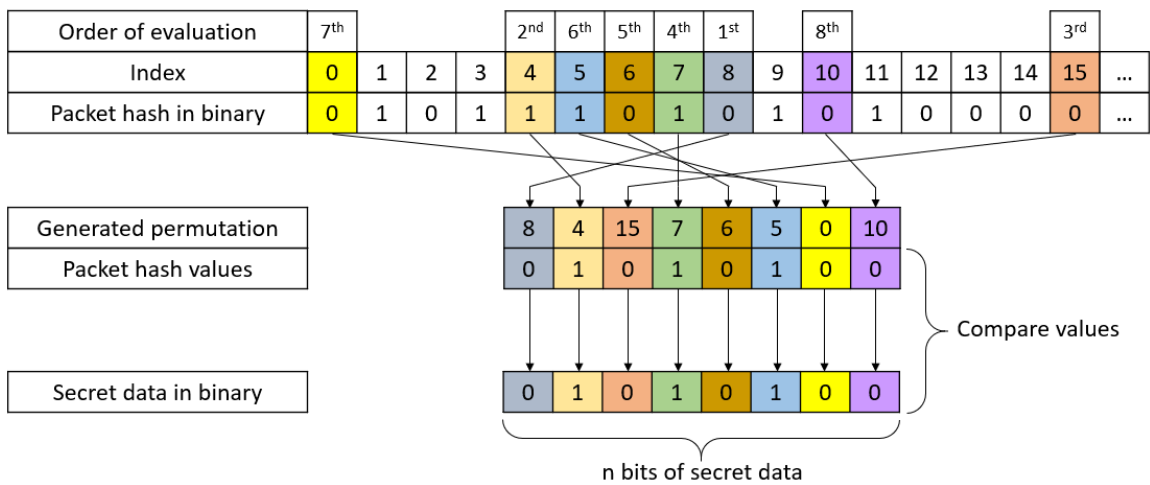 Order of evaluation 7th 2nd 6th 5th 4th 1st 8th 3rd
Index 0 1 2 3 4 5 6 7 8 9 10 11 12 13 14 15 ...
Packet hash in binary 0 1 0 1 1 1 0 1 0 1 0 1 0 0 0 0 ...
Generated permutation 8 4 15 7 6 5 0 10
Packet hash values 0 1 0 1 0 1 0 0
Compare values
Secret data in binary 0 1 0 1 0 1 0 0
n bits of secret data